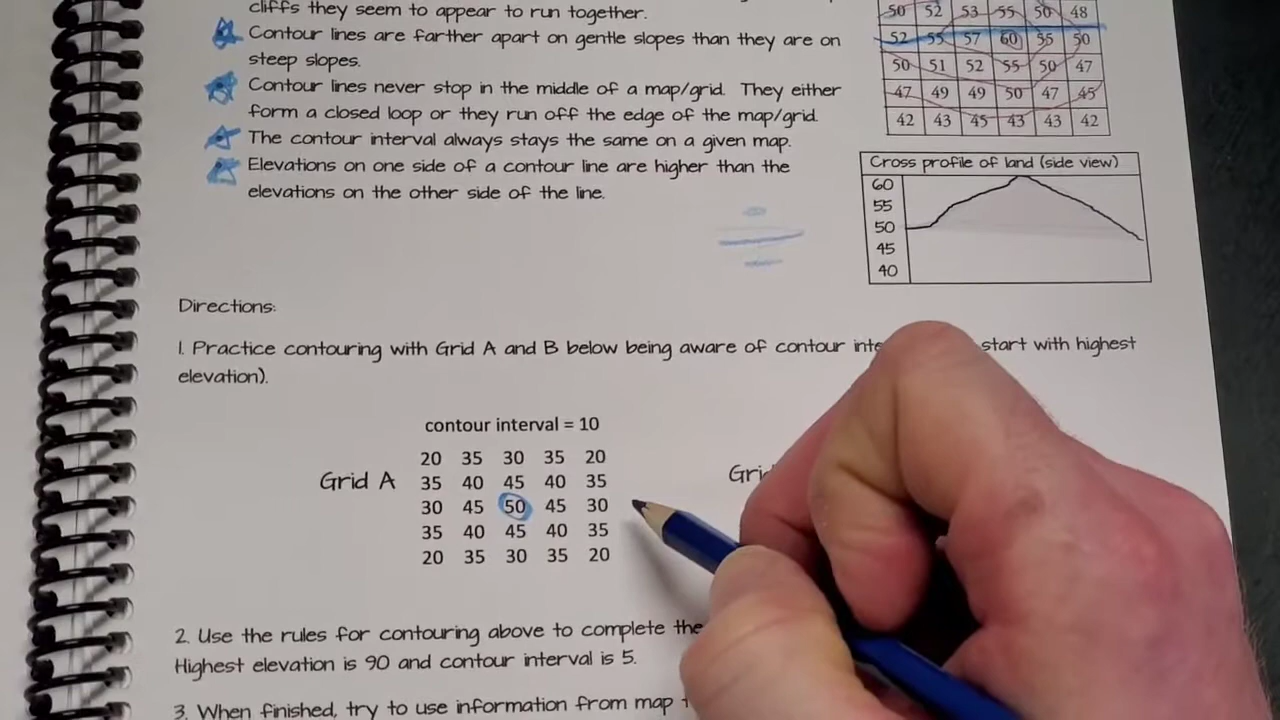 cliffs they seem to appear to run together.
Contour lines are farther apart on gentle slopes than they are on
steep slopes.
Contour lines never stop in the middle of a map/grid. They either
form a closed loop or they run off the edge of the map/grid.
The contour interval always stays the same on a given map.
Elevations on one side of a contour line are higher than the
elevations on the other side of the line.
50 52 53 55 50 48
52 55 57 60 55 50
50 51 52 55 50 47
47 49 49 50 47 45
42 43 45 43 43 42
Cross profile of land (side view)
60
55
50
45
40
Directions:
1. Practice contouring with Grid A and B below being aware of contour start with highest
elevation).
contour interval = 10
Grid A
20 35 30 35 20
35 40 45 40 35
30 45 50 45 30
35 40 45 40 35
20 35 30 35 20
2. Use the rules for contouring above to complete the
Highest elevation is 90 and contour interval is 5.
3. When finished, try to use information from map